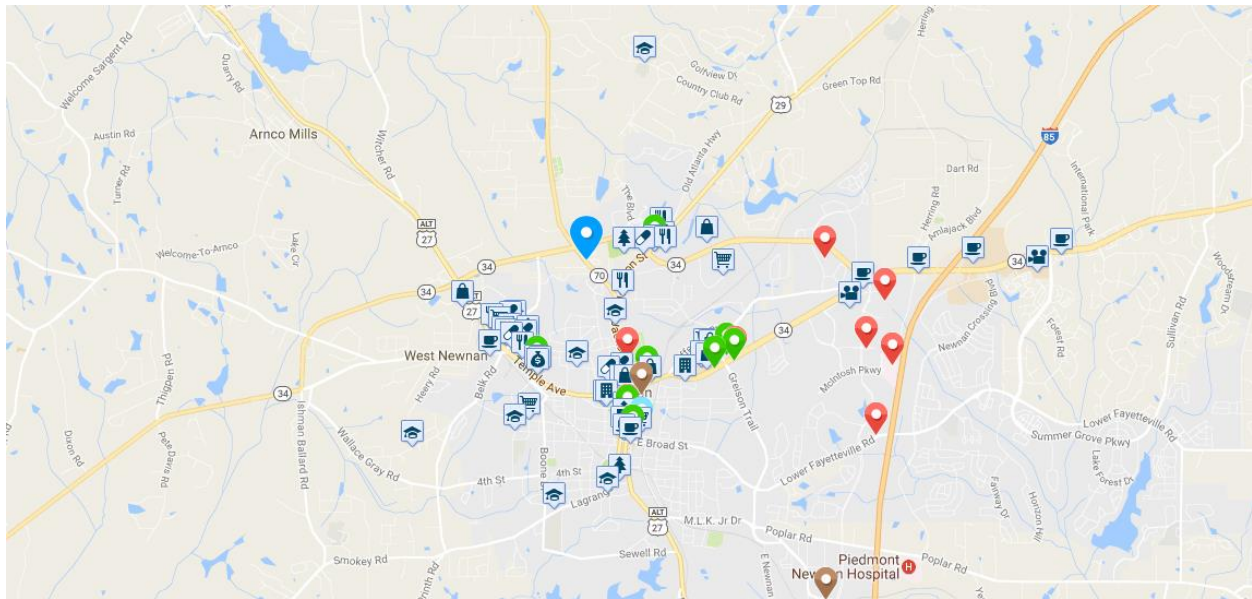 Welcome Sargent Rd
Quarry Rd
Herring Rd
Golfview Dr
Country Club Rd
Green Top Rd
29
Austin Rd
Arnco Mills
Witcher Rd
Old Atlanta Hwy
85
International Park
Turner Rd
Dart Rd
The Blvd
Herring Rd
Amlajack Blvd
ALT
27
Welcome-To-Arnco
Lake Cir
34
70
34
34
Woodstream Dr
34
27
34
Blvd
Forest Rd
Sullivan Rd
Newnan Crossing
West Newnan
Thigpen Rd
Heery Rd
Belk Rd
Temple Ave
Greison Trail
McIntosh Pkwy
34
Ishman Ballard Rd
Dixon Rd
Pete Davis Rd
Wallace Gray Rd
Boone
E Broad St
Lower Fayetteville Rd
Lower Fayetteville Rd
Summer Grove Pkwy
4th St
4th St
Lagrang
Lake Forest Dr
Fairway Dr
Horizon Hill
ALT
27
M.L.K. Jr Dr
Poplar Rd
Smokey Rd
Sewell Rd
E Newnan
Piedmont
Newnan Hospital
H
Poplar Rd